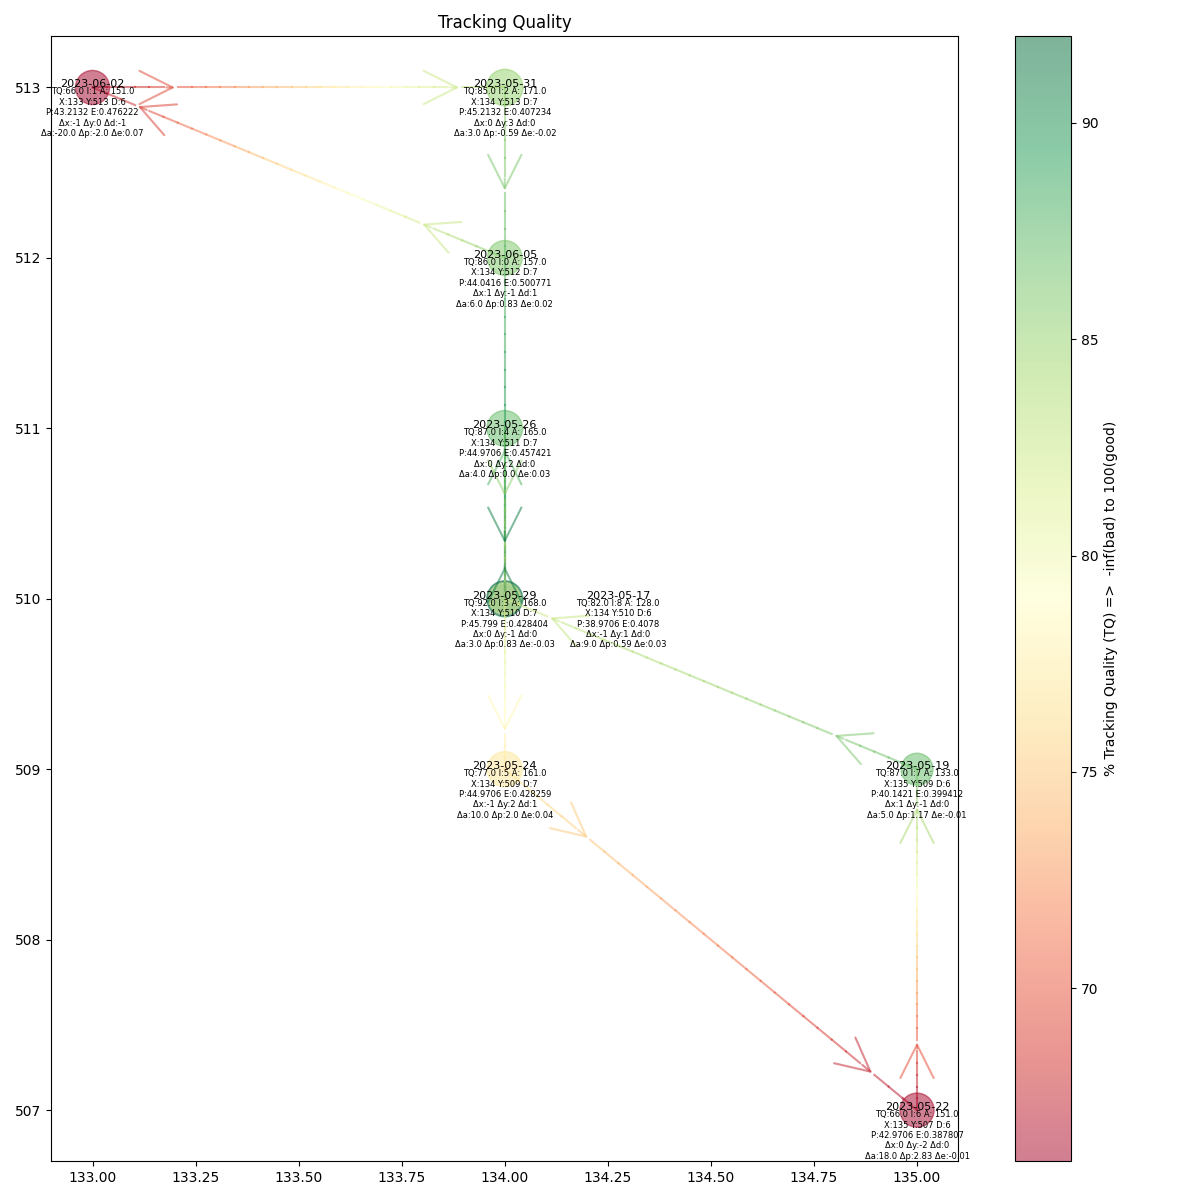 Tracking Quality
2023-06-02
TQ:66.0 I:1 A: 151.0
X:133 Y:513 D:6
P:43.2132 E:0.476222
Δx:-1 Δy:0 Δd:-1
Δa:-20.0 Δp:-2.0 Δe:0.07
2023-05-31
TQ:85.0 I:2 A: 171.0
X:134 Y:513 D:7
P:45.2132 E:0.407234
Δx:0 Δy:3 Δd:0
Δa:3.0 Δp:-0.59 Δe:-0.02
2023-06-05
TQ:86.0 I:0 A: 157.0
X:134 Y:512 D:7
P:44.0416 E:0.500771
Δx:1 Δy:-1 Δd:1
Δa:6.0 Δp:0.83 Δe:0.02
2023-05-26
TQ:87.0 I:4 A: 165.0
X:134 Y:511 D:7
P:44.9706 E:0.457421
Δx:0 Δy:2 Δd:0
Δa:4.0 Δp:0.0 Δe:0.03
2023-05-29
TQ:92.0 I:3 A: 168.0
X:134 Y:510 D:7
P:45.799 E:0.428404
Δx:0 Δy:-1 Δd:0
Δa:3.0 Δp:0.83 Δe:-0.03
2023-05-17
TQ:82.0 I:8 A: 128.0
X:134 Y:510 D:6
P:38.9706 E:0.4078
Δx:-1 Δy:1 Δd:0
Δa:9.0 Δp:0.59 Δe:0.03
2023-05-24
TQ:77.0 I:5 A: 161.0
X:134 Y:509 D:7
P:44.9706 E:0.428259
Δx:-1 Δy:2 Δd:1
Δa:10.0 Δp:2.0 Δe:0.04
2023-05-19
TQ:87.0 I:7 A: 133.0
X:135 Y:509 D:6
P:40.1421 E:0.399412
Δx:1 Δy:-1 Δd:0
Δa:5.0 Δp:1.17 Δe:-0.01
2023-05-22
TQ:66.0 I:6 A: 151.0
X:135 Y:507 D:6
P:42.9706 E:0.387807
Δx:0 Δy:-2 Δd:0
Δa:18.0 Δp:2.83 Δe:-0.01
513
512
511
510
509
508
507
133.00 133.25 133.50 133.75 134.00 134.25 134.50 134.75 135.00
90
85
80
75
70
% Tracking Quality (TQ) => -inf(bad) to 100(good)